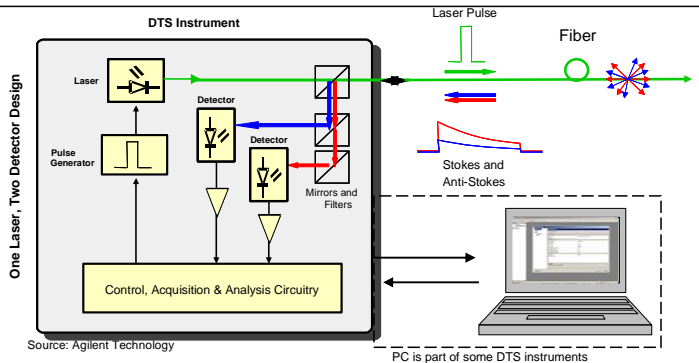 DTS Instrument
One Laser, Two Detector Design
Laser Pulse
Fiber
Laser
Detector
Detector
Pulse
Generator
Mirrors and
Filters
Stokes and
Anti-Stokes
Control, Acquisition & Analysis Circuitry
Source: Agilent Technology
PC is part of some DTS instruments